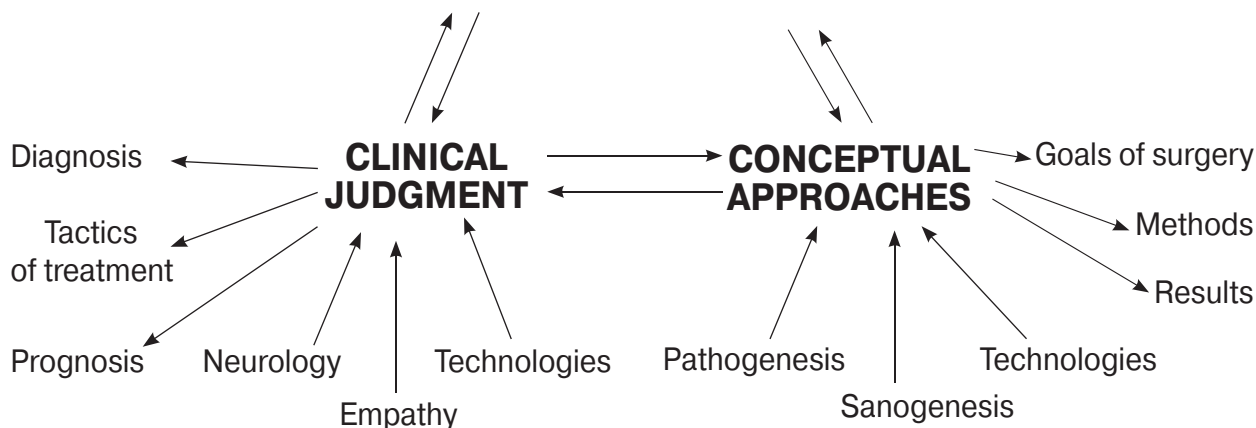 Diagnosis
CLINICAL
JUDGMENT
CONCEPTUAL
APPROACHES
Goals of surgery
Tactics
of treatment
Methods
Results
Prognosis
Neurology
Technologies
Pathogenesis
Technologies
Empathy
Sanogenesis